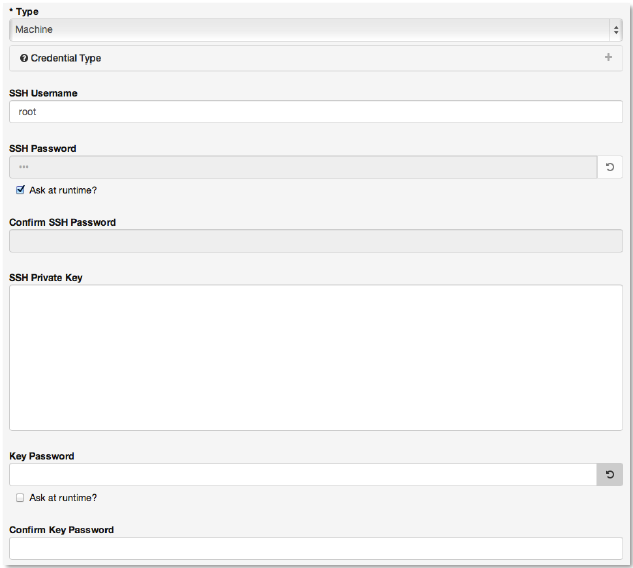 * Type
Machine
Credential Type
SSH Username
root
SSH Password
***
Ask at runtime?
Confirm SSH Password
SSH Private Key
Key Password
Ask at runtime?
Confirm Key Password